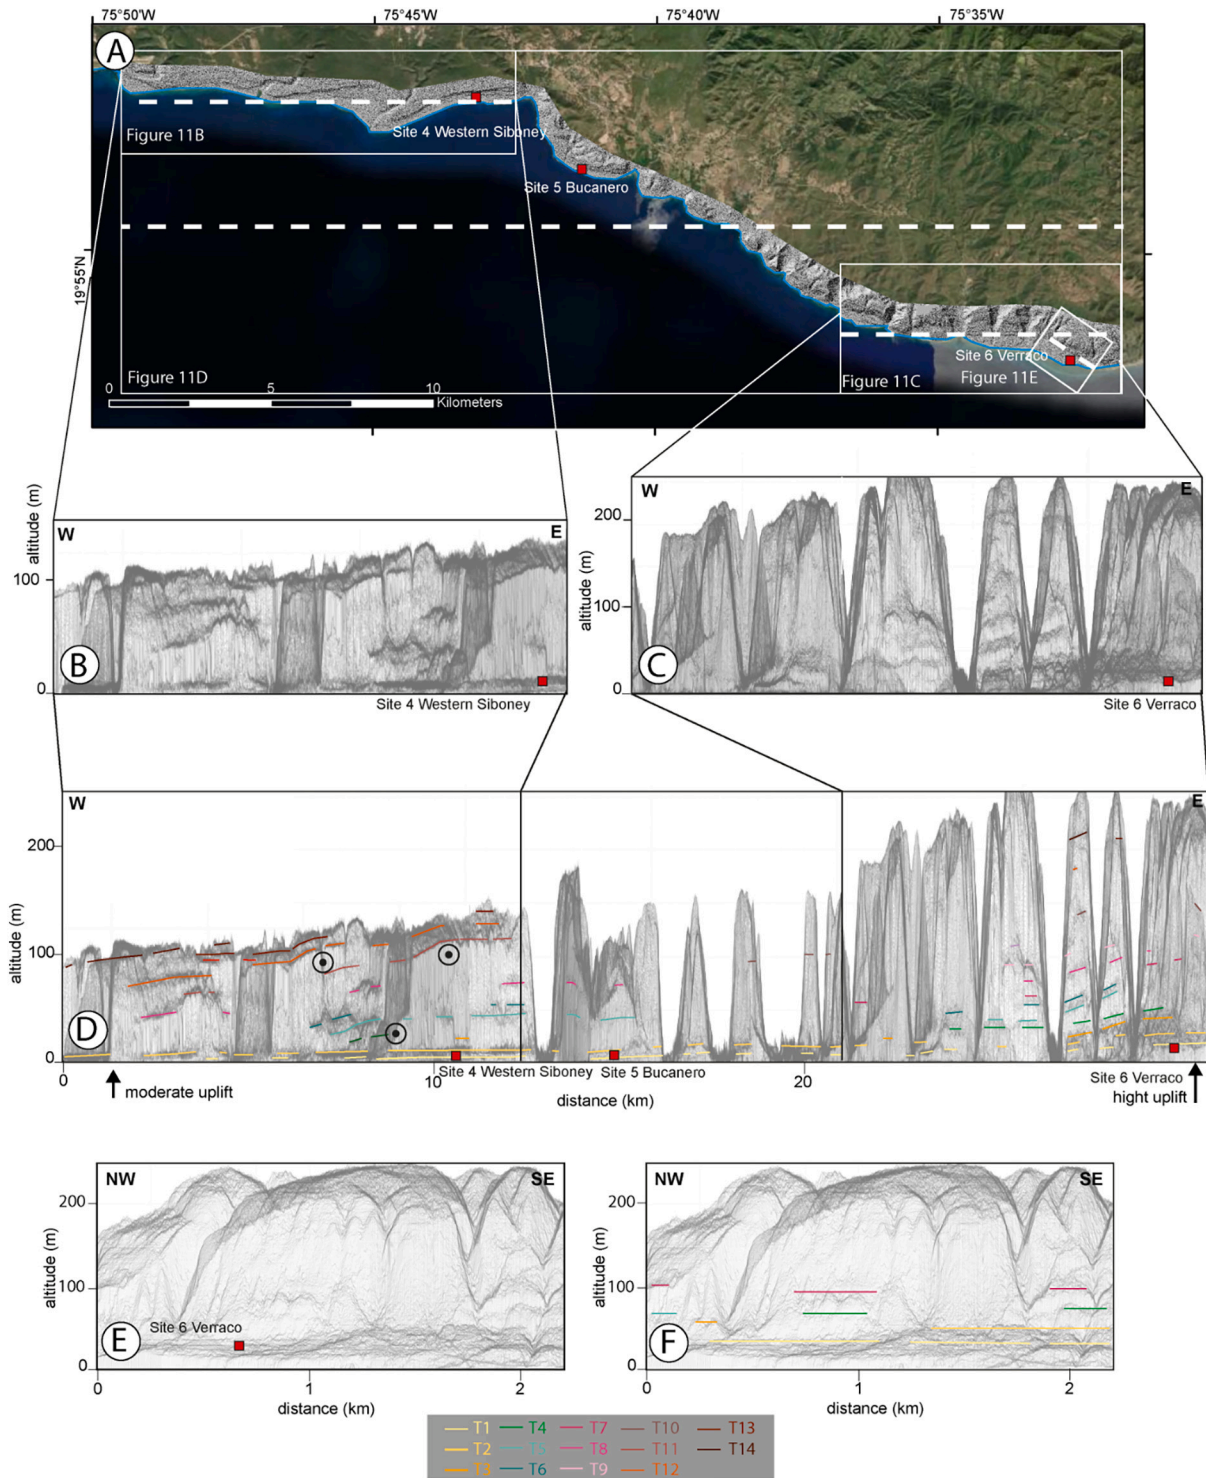 75°50'W 75°45'W 75°40'W 75°35'W
A
19°55'N
Figure 11B
Site 4 Western Siboney
Site 5 Bucanero
Site 6 Verraco
Figure 11D
Figure 11C
Figure 11E
0 5 10
Kilometers
W E
altitude (m)
100
0
B
Site 4 Western Siboney
W E
altitude (m)
200
100
0
C
Site 6 Verraco
W E
altitude (m)
200
100
0
D
0 10 20
Site 4 Western Siboney
Site 5 Bucanero
Site 6 Verraco
moderate uplift
distance (km)
hight uplift
NW SE
altitude (m)
200
100
0
Site 6 Verraco
E
0 1 2
distance (km)
NW SE
altitude (m)
200
100
0
F
0 1 2
distance (km)
T1 T4 T7 T10 T13
T2 T5 T8 T11 T14
T3 T6 T9 T12